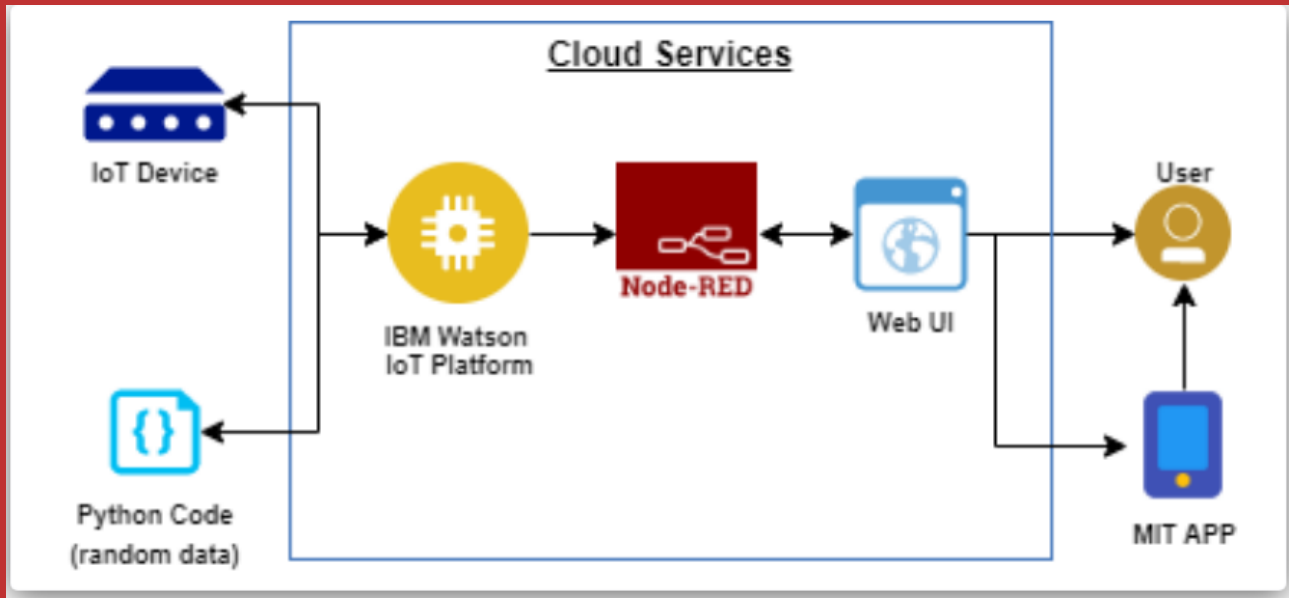 Cloud Services
IoT Device
User
Node-RED
Web UI
IBM Watson
IoT Platform
{}
Python Code
(random data)
MIT APP